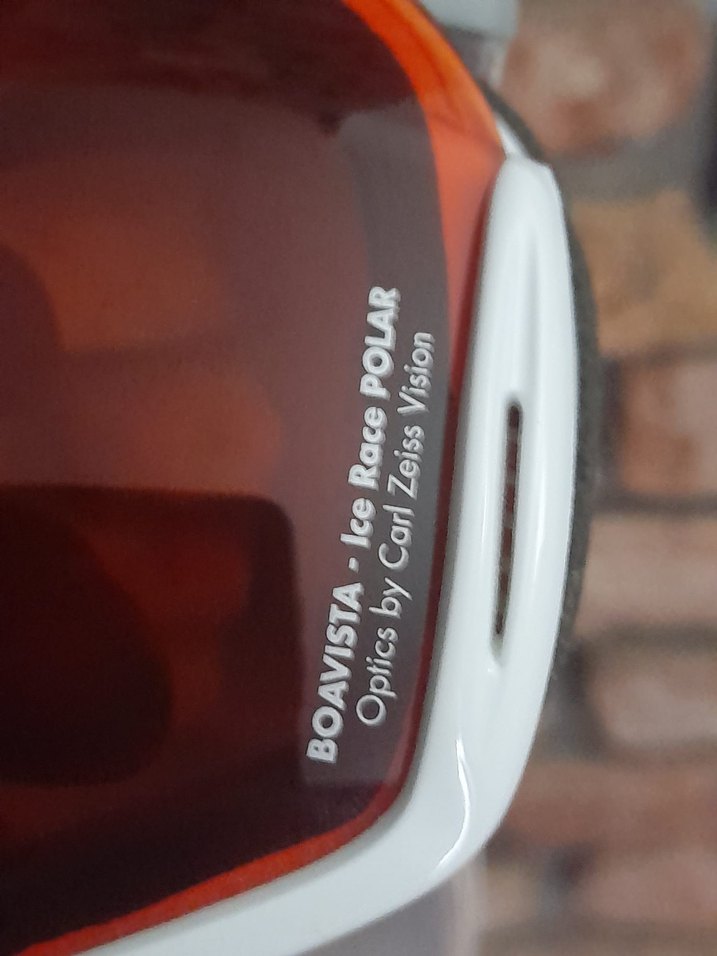 BOAVISTA - Ice Race POLAR
Optics by Carl Zeiss Vision